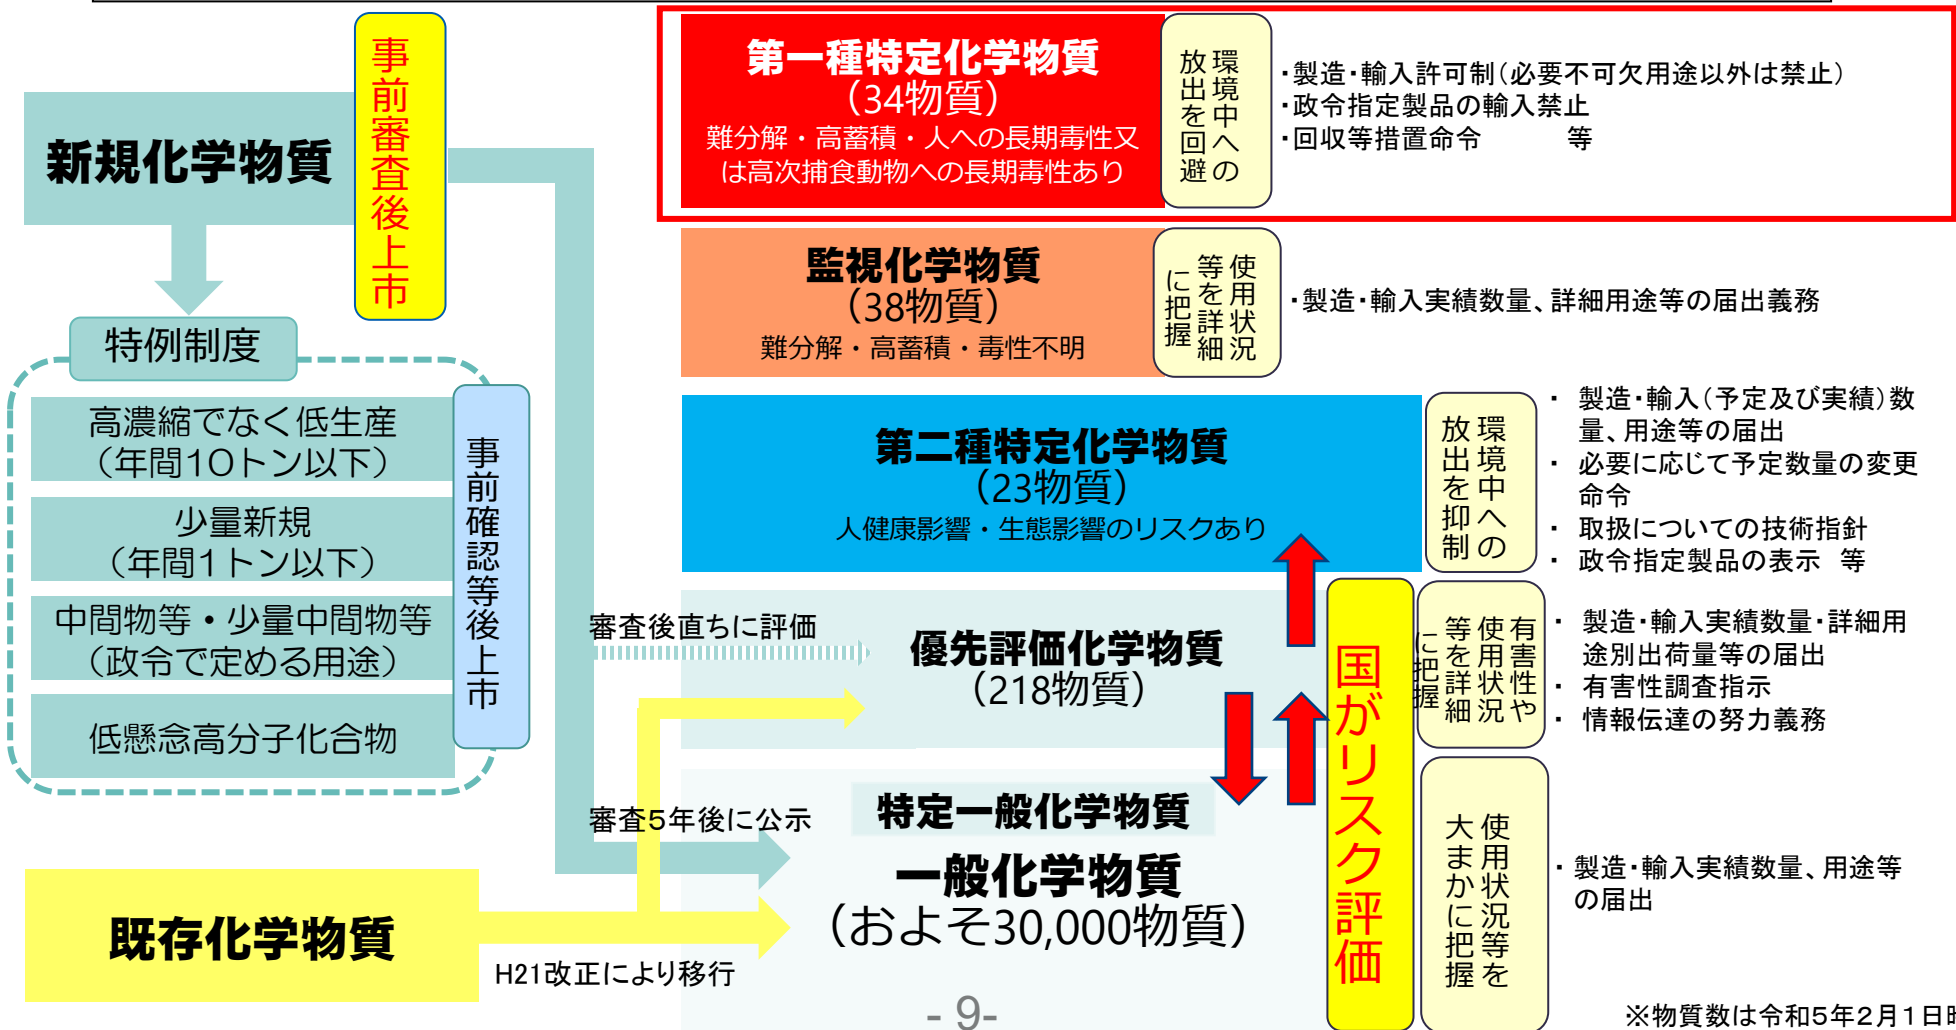 新規化学物質
事前審査後上市
特例制度
高濃縮でなく低生産
（年間10トン以下）
少量新規
（年間1トン以下）
中間物等・少量中間物等
（政令で定める用途）
低懸念高分子化合物
事前確認等後上市
既存化学物質
審査後直ちに評価
審査5年後に公示
H21改正により移行
第一種特定化学物質
（34物質）
難分解・高蓄積・人への長期毒性又
は高次捕食動物への長期毒性あり
環境中への
放出を回避
・製造・輸入許可制（必要不可欠用途以外は禁止）
・政令指定製品の輸入禁止
・回収等措置命令　　　等
監視化学物質
（38物質）
難分解・高蓄積・毒性不明
使用状況
等を詳細
に把握
・製造・輸入実績数量、詳細用途等の届出義務
第二種特定化学物質
（23物質）
人健康影響・生態影響のリスクあり
環境中への
放出を抑制
・ 製造・輸入（予定及び実績）数
量、用途等の届出
・ 必要に応じて予定数量の変更
命令
・ 取扱についての技術指針
・ 政令指定製品の表示　等
優先評価化学物質
（218物質）
有害性や
使用状況
等を詳細
に把握
・ 製造・輸入実績数量・詳細用
途別出荷量等の届出
・ 有害性調査指示
・ 情報伝達の努力義務
国がリスク評価
特定一般化学物質
一般化学物質
（およそ30,000物質）
使用状況等を
大まかに把握
・ 製造・輸入実績数量、用途等
の届出
- 9-
※物質数は令和5年2月1日時